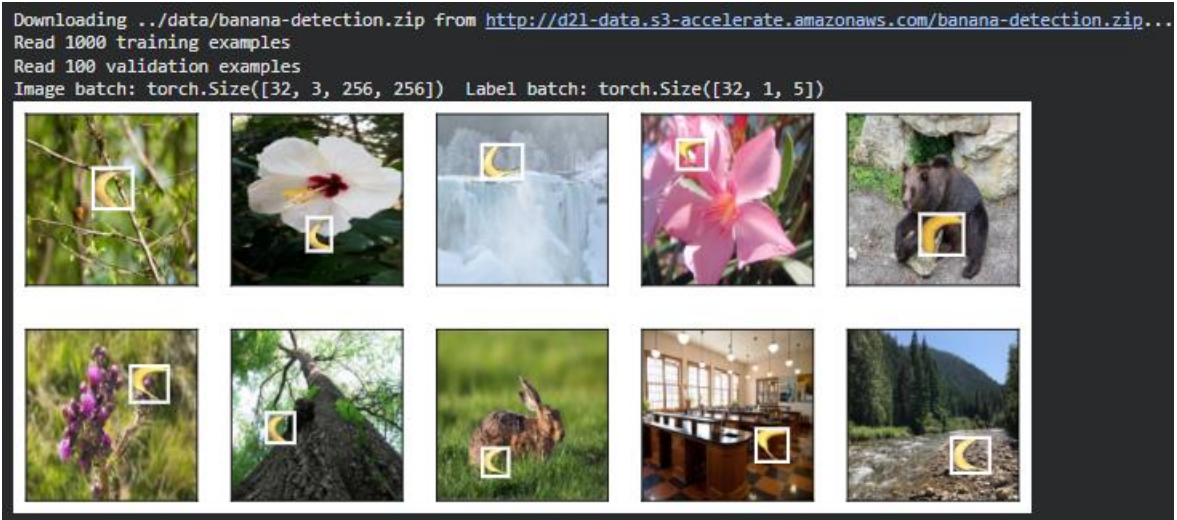 Downloading ../data/banana-detection.zip from http://d2l-data.s3-accelerate.amazonaws.com/banana-detection.zip...
Read 1000 training examples
Read 100 validation examples
Image batch: torch.Size([32, 3, 256, 256])  Label batch: torch.Size([32, 1, 5])